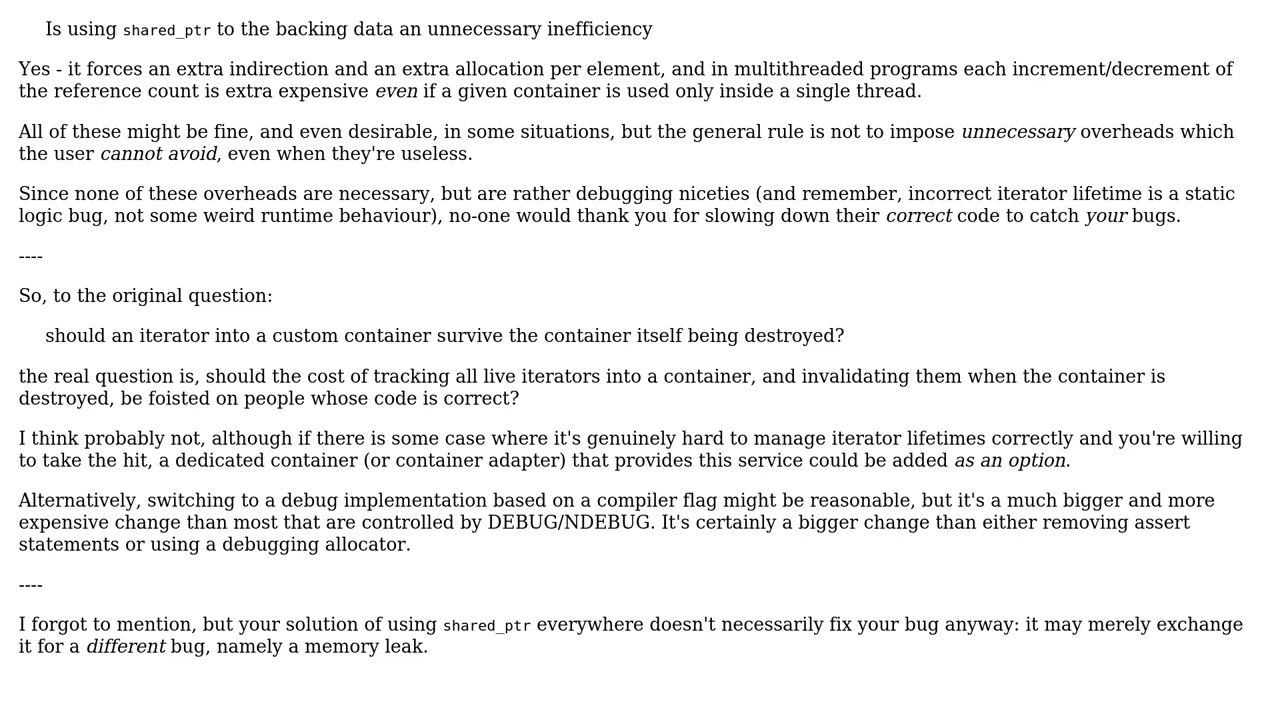 Is using shared_ptr to the backing data an unnecessary inefficiency
Yes - it forces an extra indirection and an extra allocation per element, and in multithreaded programs each increment/decrement of
the reference count is extra expensive even if a given container is used only inside a single thread.
All of these might be fine, and even desirable, in some situations, but the general rule is not to impose unnecessary overheads which
the user cannot avoid, even when they're useless.
Since none of these overheads are necessary, but are rather debugging niceties (and remember, incorrect iterator lifetime is a static
logic bug, not some weird runtime behaviour), no-one would thank you for slowing down their correct code to catch your bugs.
----
So, to the original question:
should an iterator into a custom container survive the container itself being destroyed?
the real question is, should the cost of tracking all live iterators into a container, and invalidating them when the container is
destroyed, be foisted on people whose code is correct?
I think probably not, although if there is some case where it's genuinely hard to manage iterator lifetimes correctly and you're willing
to take the hit, a dedicated container (or container adapter) that provides this service could be added as an option.
Alternatively, switching to a debug implementation based on a compiler flag might be reasonable, but it's a much bigger and more
expensive change than most that are controlled by DEBUG/NDEBUG. It's certainly a bigger change than either removing assert
statements or using a debugging allocator.
----
I forgot to mention, but your solution of using shared_ptr everywhere doesn't necessarily fix your bug anyway: it may merely exchange
it for a different bug, namely a memory leak.